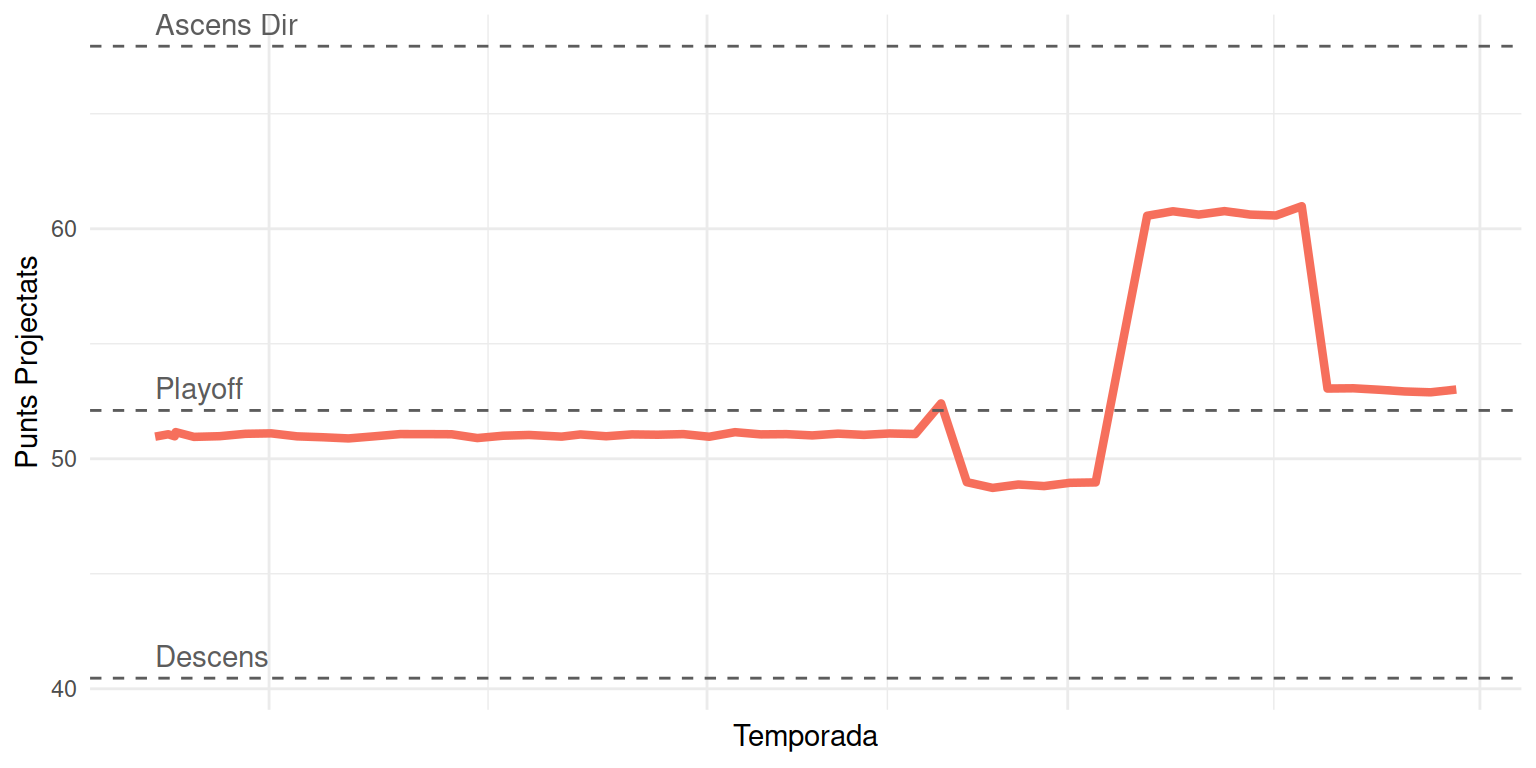 Ascens Dir
60
Playoff
50
Descens
40
Punts Projectats
Temporada